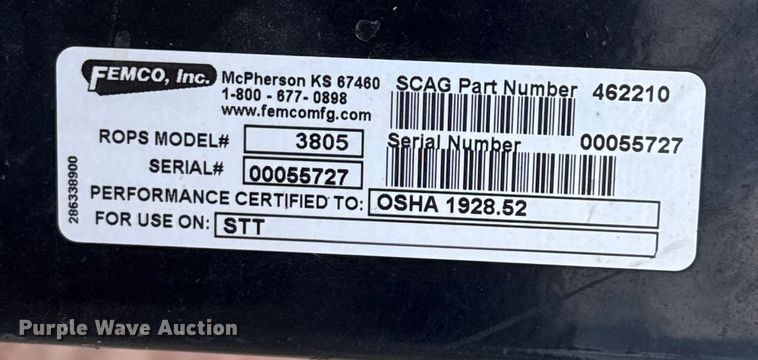 FEMCO, Inc. McPherson KS 67460 SCAG Part Number 462210
1-800-677-0898
www.femcomfg.com
ROPS MODEL# 3805 Serial Number 00055727
SERIAL# 00055727
PERFORMANCE CERTIFIED TO: OSHA 1928.52
FOR USE ON: STT
286338900
Purple Wave Auction